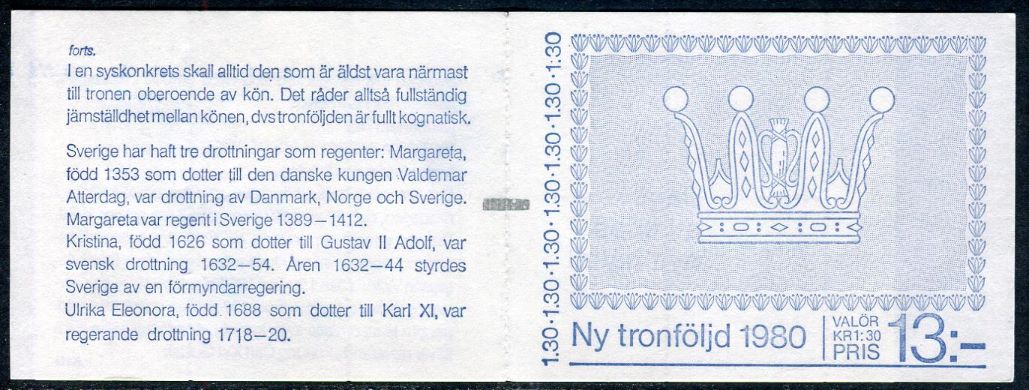 forts.
I en syskonkrets skall alltid den som är äldst vara närmast
till tronen oberoende av kön. Det råder alltså fullständig
jämställdhet mellan könen, dvs tronföljden är fullt kognatisk.
Sverige har haft tre drottningar som regenter: Margareta,
född 1353 som dotter till den danske kungen Valdemar
Atterdag, var drottning av Danmark, Norge och Sverige.
Margareta var regent i Sverige 1389–1412.
Kristina, född 1626 som dotter till Gustav II Adolf, var
svensk drottning 1632–54. Åren 1632–44 styrdes
Sverige av en förmyndarregering.
Ulrika Eleonora, född 1688 som dotter till Karl XI, var
regerande drottning 1718–20.
1.30·1.30·1.30·1.30·1.30·1.30·1:30
Ny tronföljd 1980
VALÖR
KR 1:30
PRIS
13:–